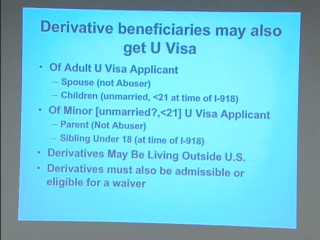 Derivative beneficiaries may also
get U Visa
• Of Adult U Visa Applicant
– Spouse (not Abuser)
– Children (unmarried, <21 at time of I-918)
• Of Minor [unmarried?,<21] U Visa Applicant
– Parent (Not Abuser)
– Sibling Under 18 (at time of I-918)
• Derivatives May Be Living Outside U.S.
• Derivatives must also be admissible or
eligible for a waiver